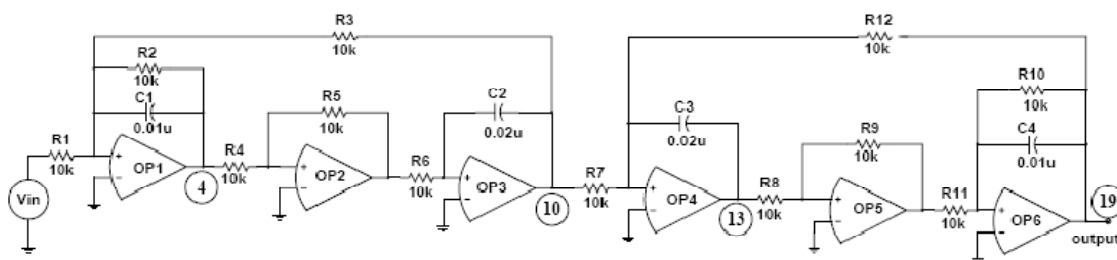 R3
10k
R12
10k
R2
10k
C1
0.01u
R5
10k
C2
0.02u
C3
0.02u
R9
10k
R10
10k
C4
0.01u
R1
10k
Vin
+
−
OP1
4
R4
10k
+
−
OP2
R6
10k
+
−
OP3
10
R7
10k
+
−
OP4
13
R8
10k
+
−
OP5
R11
10k
+
−
OP6
19
output